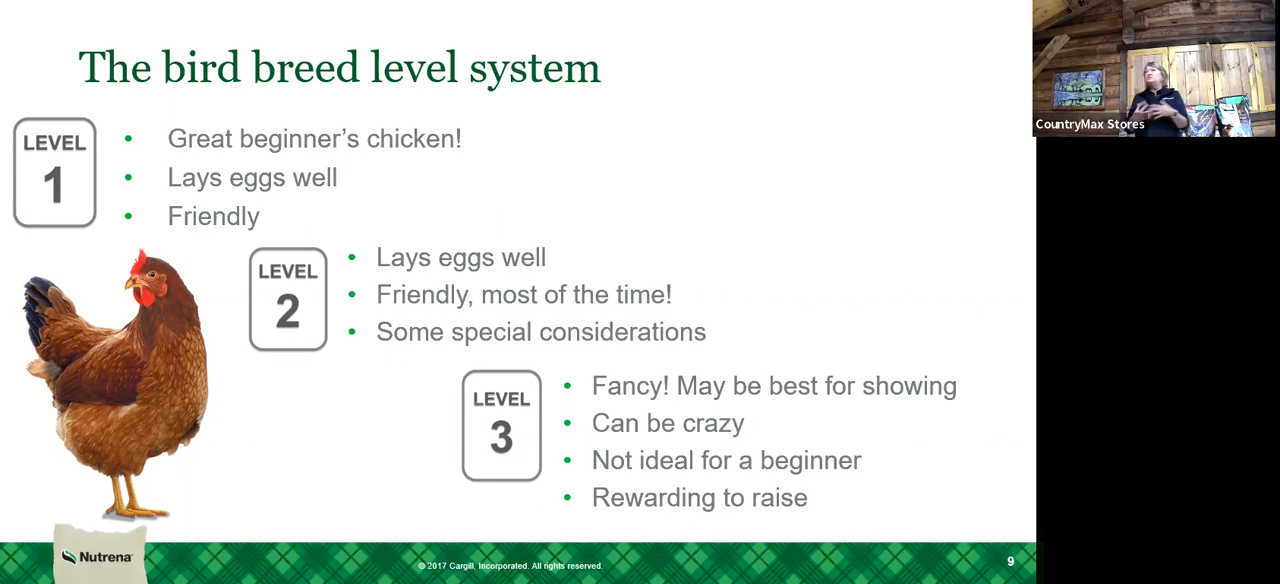 The bird breed level system
LEVEL
1
• Great beginner's chicken!
• Lays eggs well
• Friendly
LEVEL
2
• Lays eggs well
• Friendly, most of the time!
• Some special considerations
LEVEL
3
• Fancy! May be best for showing
• Can be crazy
• Not ideal for a beginner
• Rewarding to raise
Nutrena
© 2017 Cargill, Incorporated. All rights reserved.
9
CountryMax Stores